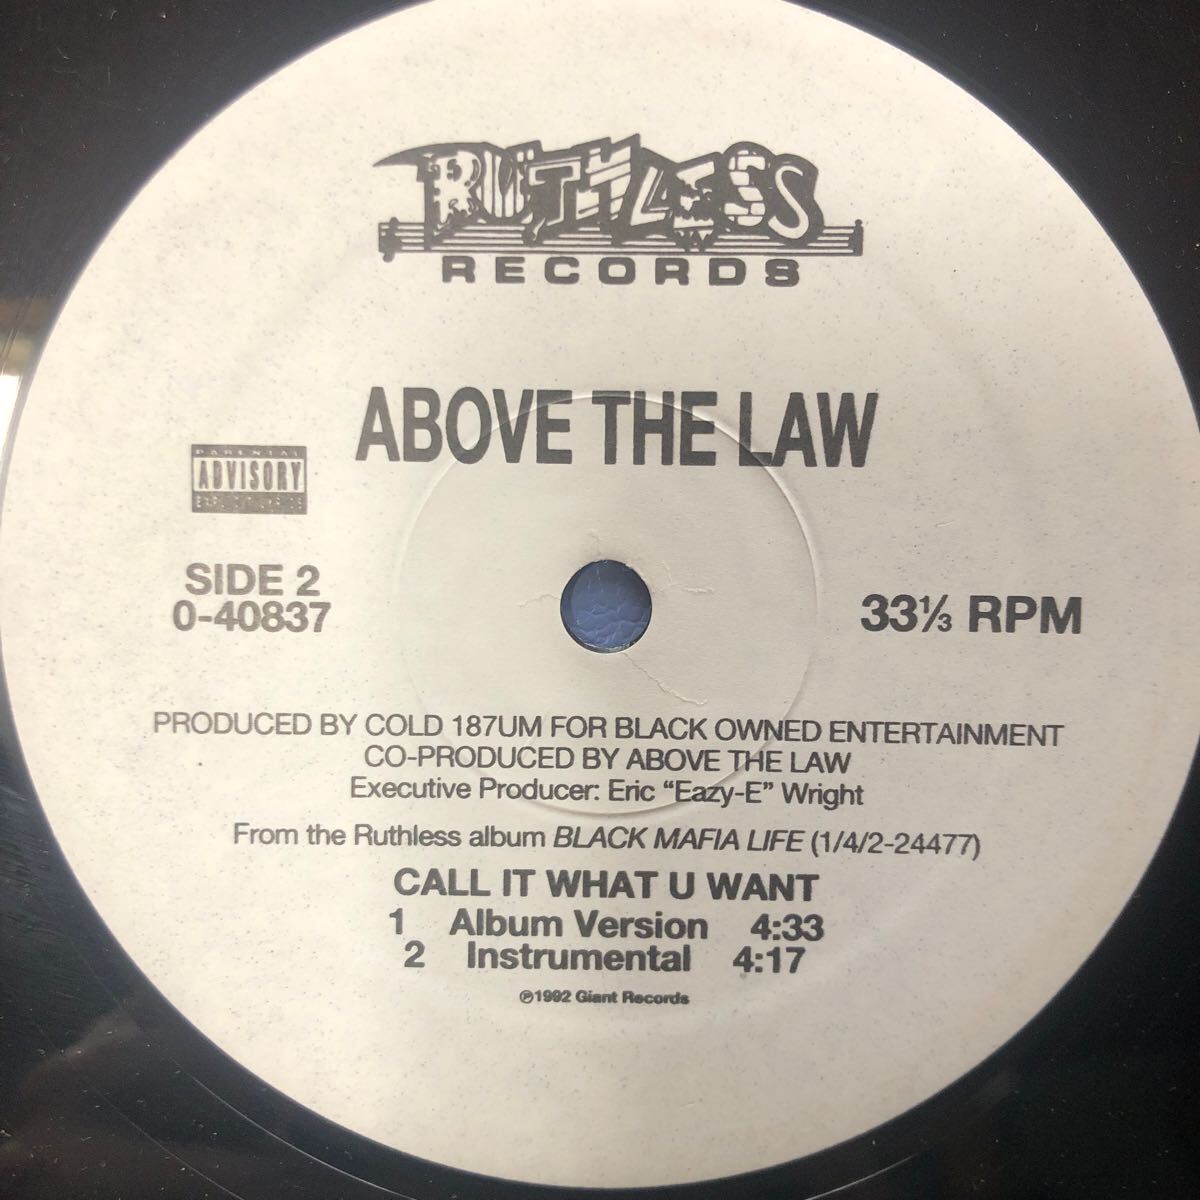 RUTHLESS
RECORDS
ABOVE THE LAW
PARENTAL
ADVISORY
EXPLICIT LYRICS
SIDE 2
0-40837
33⅓ RPM
PRODUCED BY COLD 187UM FOR BLACK OWNED ENTERTAINMENT
CO-PRODUCED BY ABOVE THE LAW
Executive Producer: Eric “Eazy-E” Wright
From the Ruthless album BLACK MAFIA LIFE (1/4/2-24477)
CALL IT WHAT U WANT
1 Album Version 4:33
2 Instrumental 4:17
℗1992 Giant Records